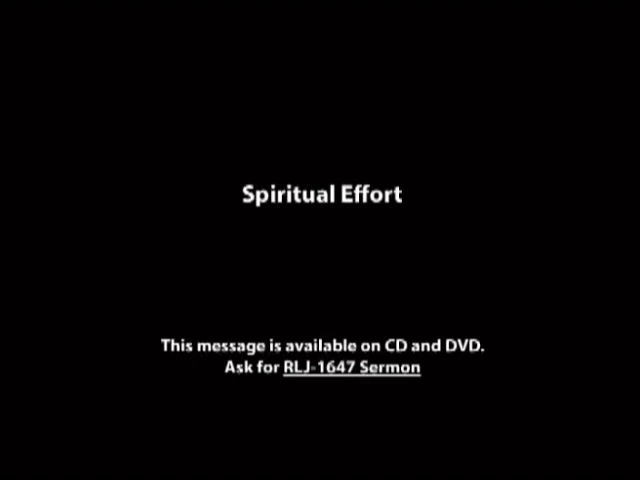 Spiritual Effort
This message is available on CD and DVD.
Ask for RLJ-1647 Sermon